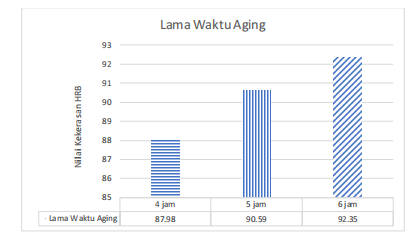 Lama Waktu Aging
Nilai Kekerasan HRB
93
92
91
90
89
88
87
86
85
4 jam 5 jam 6 jam
Lama Waktu Aging 87.98 90.59 92.35